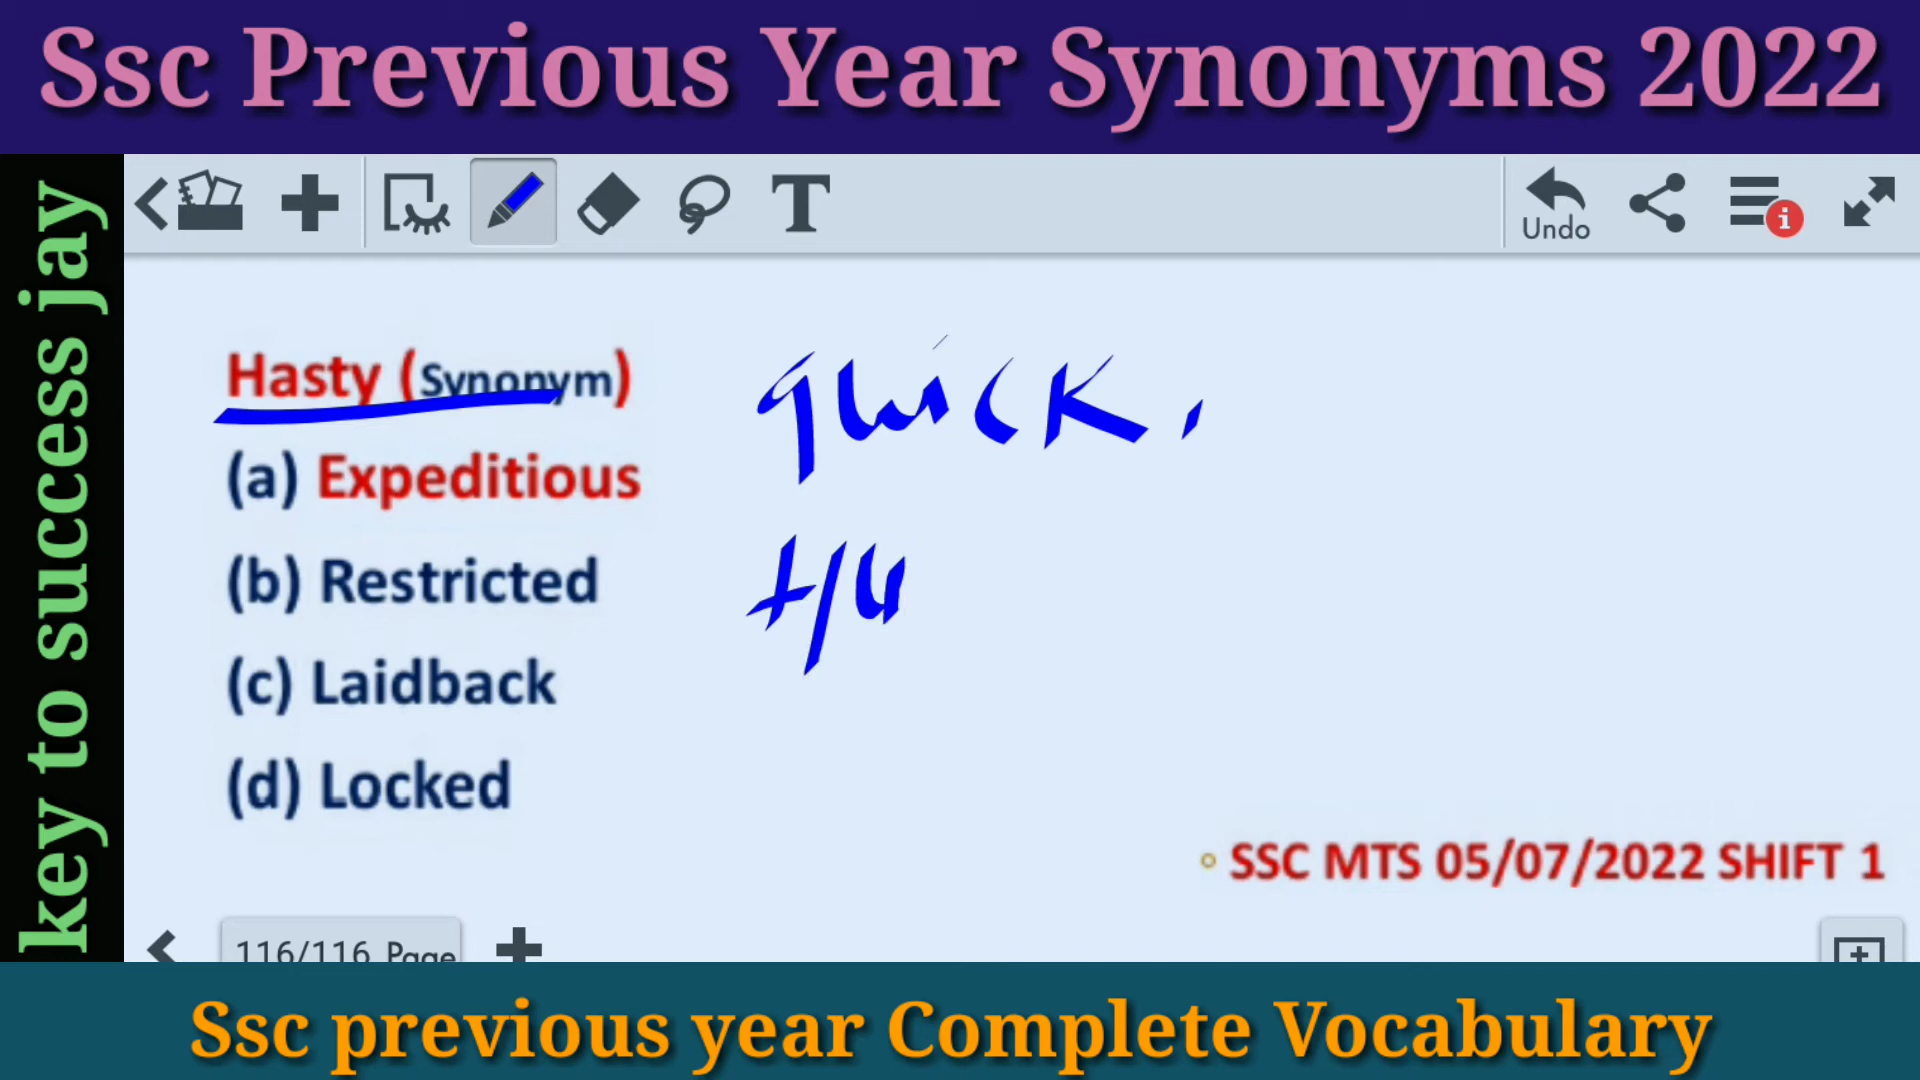 Ssc Previous Year Synonyms 2022
key to success jay
Undo
Hasty (Synonym)
quick,
(a) Expeditious
(b) Restricted
(c) Laidback
(d) Locked
SSC MTS 05/07/2022 SHIFT 1
116/116 Page
Ssc previous year Complete Vocabulary